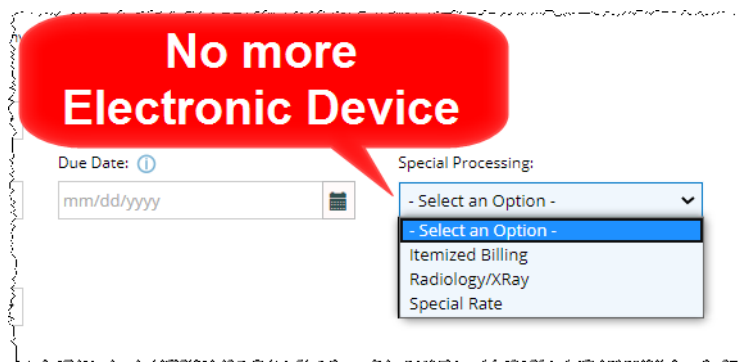 No more
Electronic Device
Due Date:
Special Processing:
mm/dd/yyyy
- Select an Option -
- Select an Option -
Itemized Billing
Radiology/XRay
Special Rate